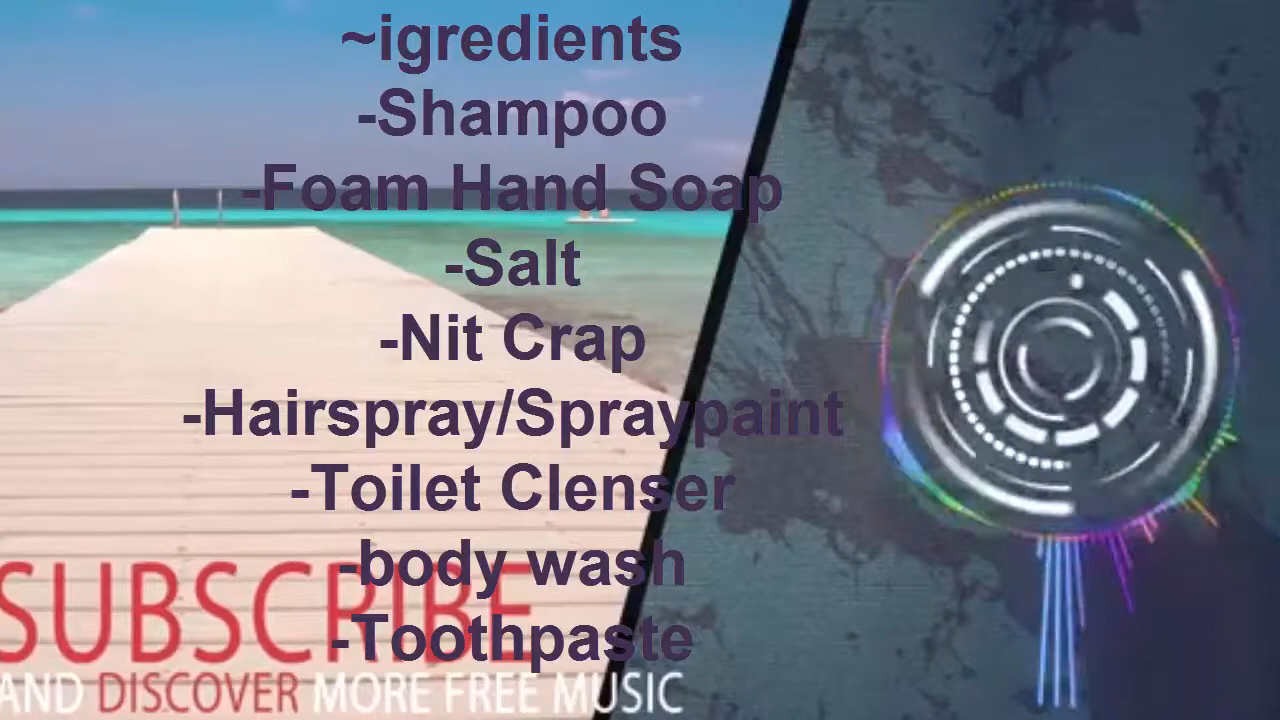 ~igredients
-Shampoo
-Foam Hand Soap
-Salt
-Nit Crap
-Hairspray/Spraypaint
-Toilet Clenser
-body wash
SUBSCRIBE
-Toothpaste
AND DISCOVER MORE FREE MUSIC